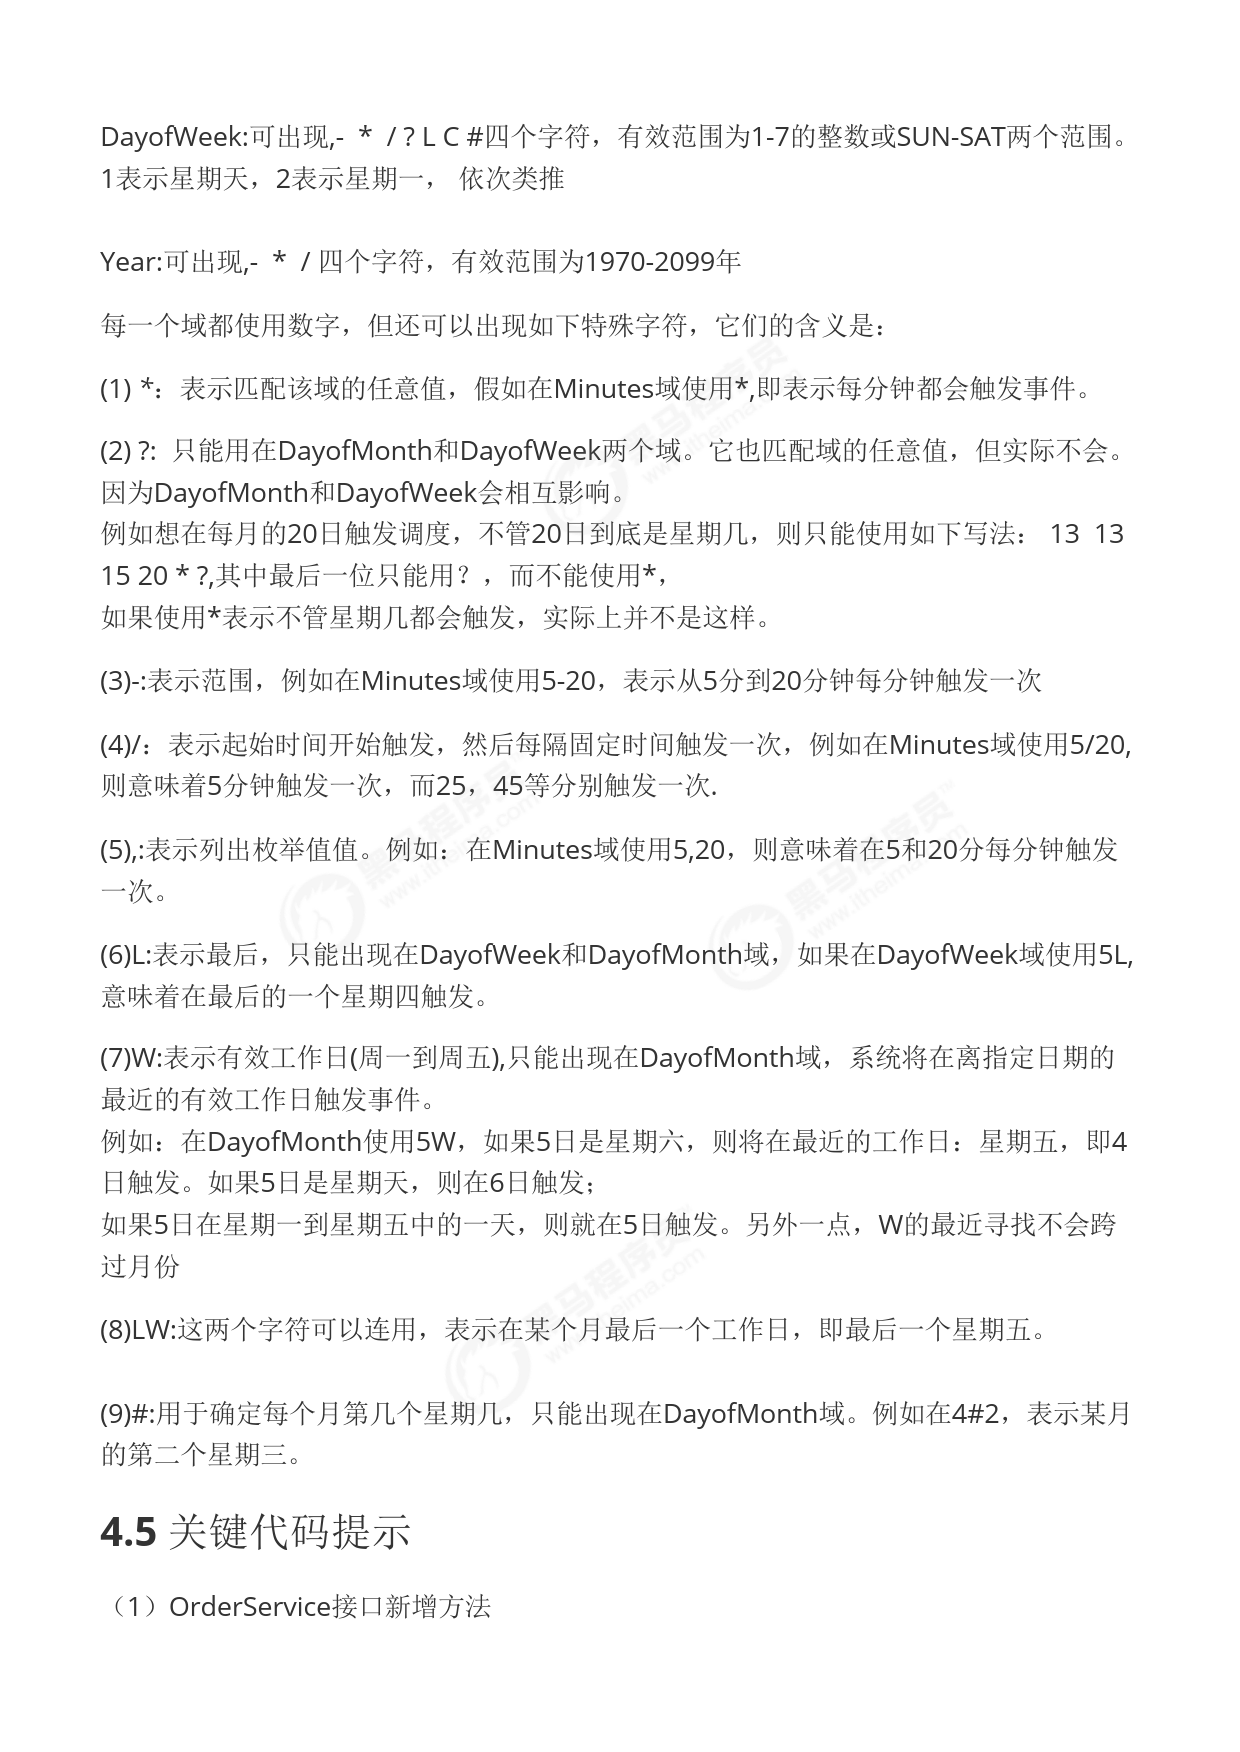 DayofWeek:可出现,-  *  / ? L C #四个字符，有效范围为1-7的整数或SUN-SAT两个范围。
1表示星期天，2表示星期一， 依次类推
Year:可出现,-  *  / 四个字符，有效范围为1970-2099年
每一个域都使用数字，但还可以出现如下特殊字符，它们的含义是：
(1) *：表示匹配该域的任意值，假如在Minutes域使用*,即表示每分钟都会触发事件。
(2) ?:  只能用在DayofMonth和DayofWeek两个域。它也匹配域的任意值，但实际不会。
因为DayofMonth和DayofWeek会相互影响。
例如想在每月的20日触发调度，不管20日到底是星期几，则只能使用如下写法： 13  13
15 20 * ?,其中最后一位只能用？，而不能使用*，
如果使用*表示不管星期几都会触发，实际上并不是这样。
(3)-:表示范围，例如在Minutes域使用5-20，表示从5分到20分钟每分钟触发一次
(4)/：表示起始时间开始触发，然后每隔固定时间触发一次，例如在Minutes域使用5/20,
则意味着5分钟触发一次，而25，45等分别触发一次.
(5),:表示列出枚举值值。例如：在Minutes域使用5,20，则意味着在5和20分每分钟触发
一次。
(6)L:表示最后，只能出现在DayofWeek和DayofMonth域，如果在DayofWeek域使用5L,
意味着在最后的一个星期四触发。
(7)W:表示有效工作日(周一到周五),只能出现在DayofMonth域，系统将在离指定日期的
最近的有效工作日触发事件。
例如：在DayofMonth使用5W，如果5日是星期六，则将在最近的工作日：星期五，即4
日触发。如果5日是星期天，则在6日触发；
如果5日在星期一到星期五中的一天，则就在5日触发。另外一点，W的最近寻找不会跨
过月份
(8)LW:这两个字符可以连用，表示在某个月最后一个工作日，即最后一个星期五。
(9)#:用于确定每个月第几个星期几，只能出现在DayofMonth域。例如在4#2，表示某月
的第二个星期三。
4.5 关键代码提示
（1）OrderService接口新增方法
黑马程序员
www.itheima.com
黑马程序员
www.itheima.com
黑马程序员™
www.itheima.com
黑马程序员
www.itheima.com